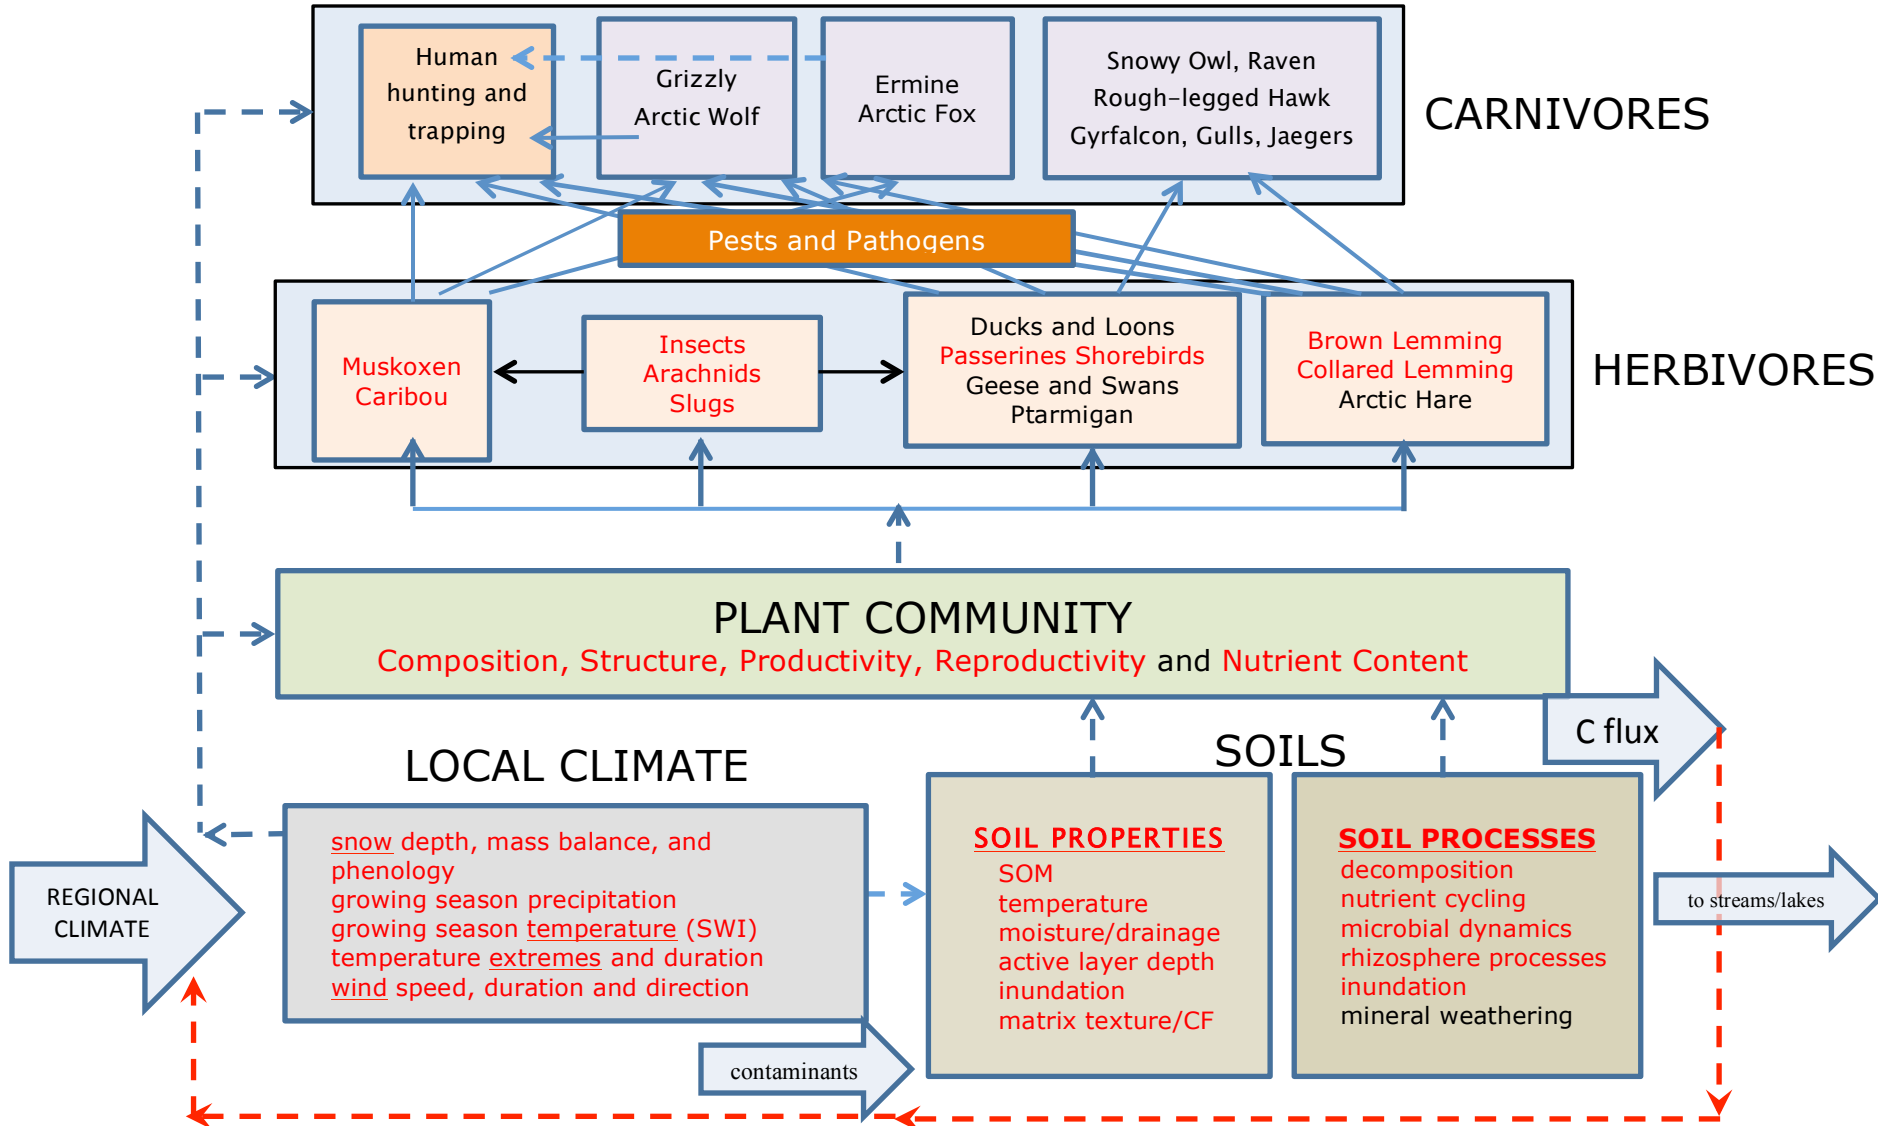 Human
hunting and
trapping
Grizzly
Arctic Wolf
Ermine
Arctic Fox
Snowy Owl, Raven
Rough-legged Hawk
Gyrfalcon, Gulls, Jaegers
CARNIVORES
Pests and Pathogens
Muskoxen
Caribou
Insects
Arachnids
Slugs
Ducks and Loons
Passerines Shorebirds
Geese and Swans
Ptarmigan
Brown Lemming
Collared Lemming
Arctic Hare
HERBIVORES
PLANT COMMUNITY
Composition, Structure, Productivity, Reproductivity and Nutrient Content
C flux
LOCAL CLIMATE
SOILS
REGIONAL
CLIMATE
snow depth, mass balance, and
phenology
growing season precipitation
growing season temperature (SWI)
temperature extremes and duration
wind speed, duration and direction
contaminants
SOIL PROPERTIES
SOM
temperature
moisture/drainage
active layer depth
inundation
matrix texture/CF
SOIL PROCESSES
decomposition
nutrient cycling
microbial dynamics
rhizosphere processes
inundation
mineral weathering
to streams/lakes